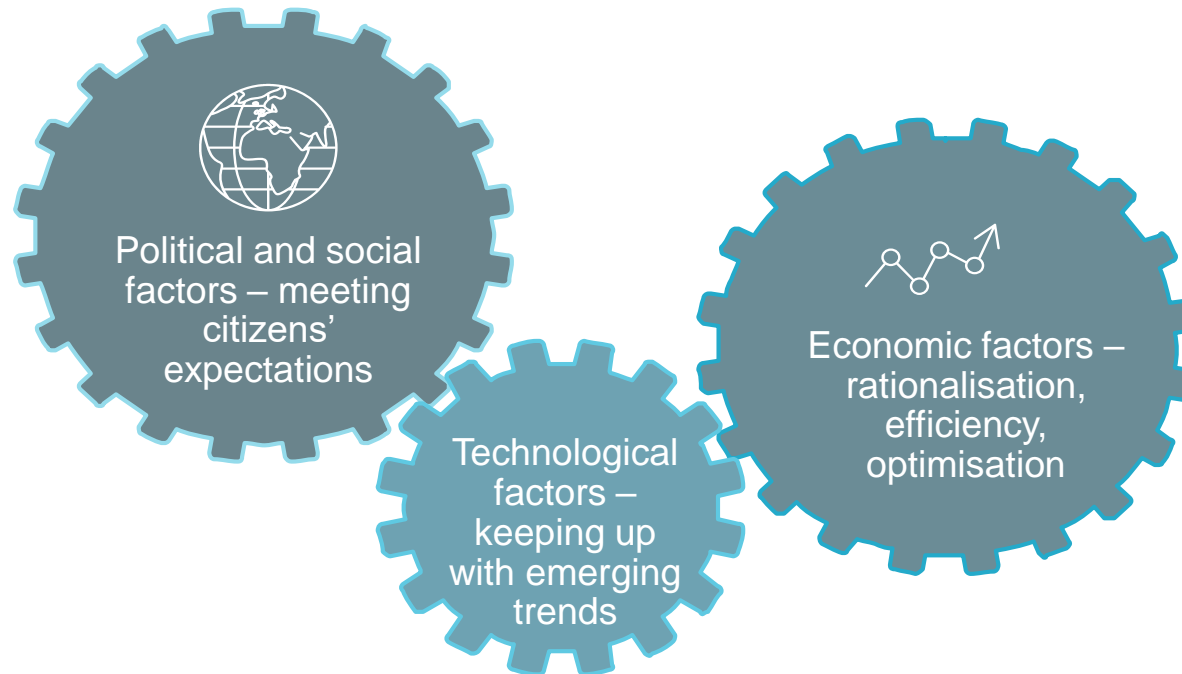 Political and social
factors – meeting
citizens’
expectations
Technological
factors –
keeping up
with emerging
trends
Economic factors –
rationalisation,
efficiency,
optimisation